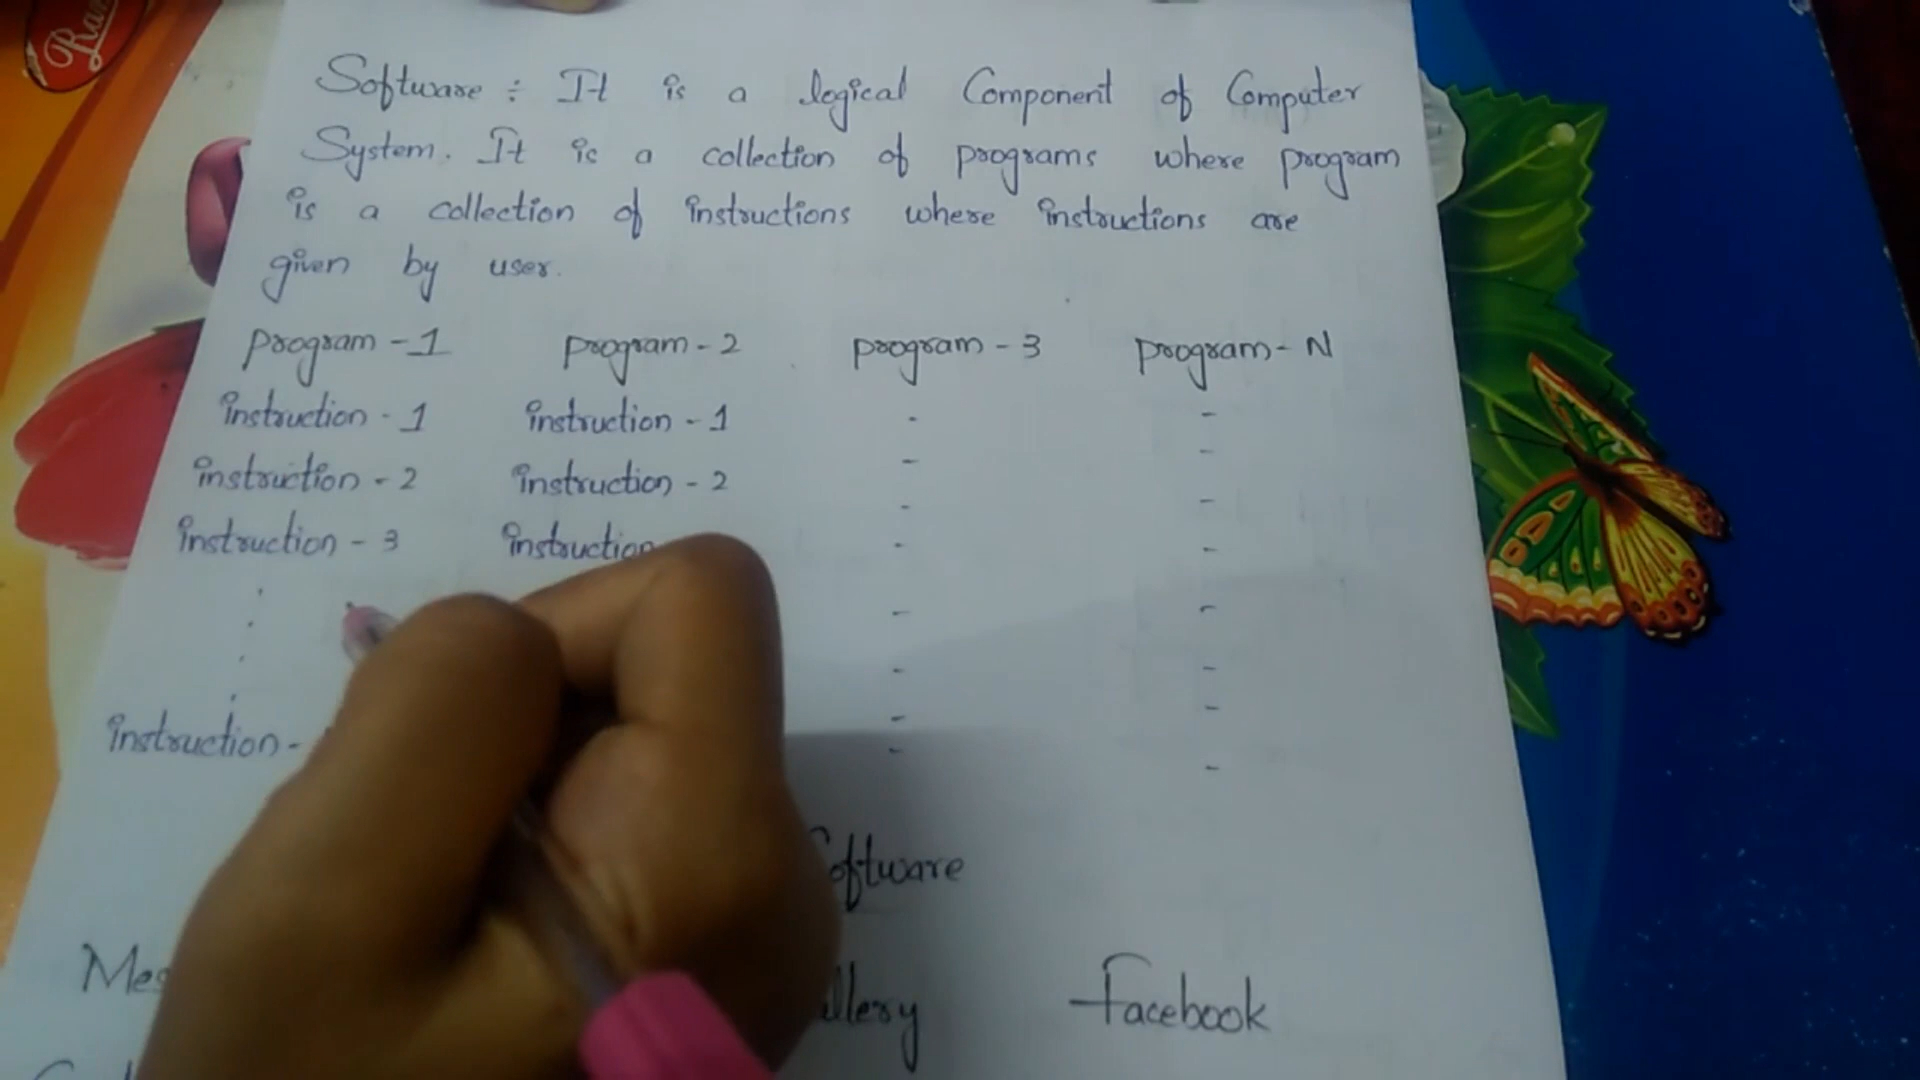 Software : It is a logical Component of Computer
System. It is a collection of programs where program
is a collection of instructions where instructions are
given by user.
program - 1 program - 2 program - 3 program - N
instruction - 1 instruction - 1 - -
instruction - 2 instruction - 2 - -
instruction - 3 instruction - -
instruction -
oftware
Facebook